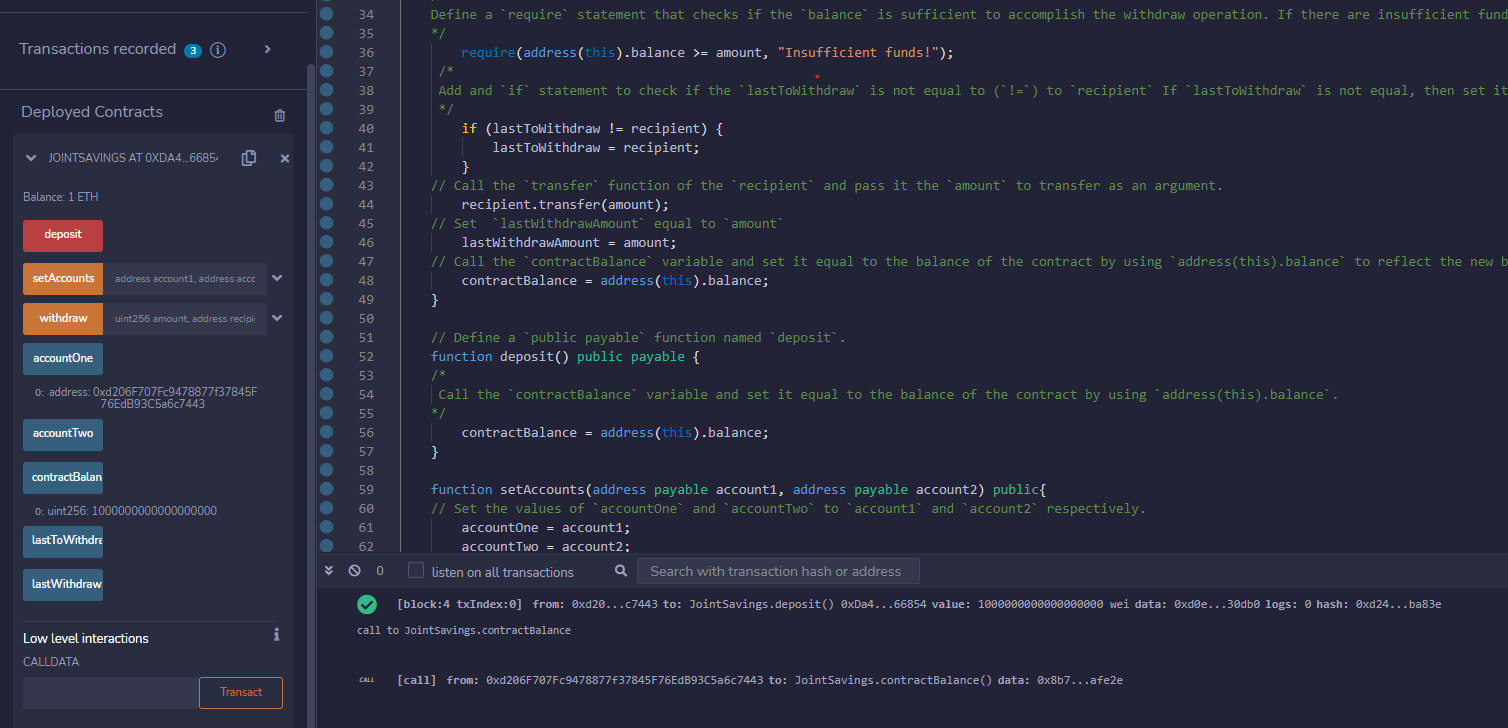 Transactions recorded 3 i >
Deployed Contracts
JOINTSAVINGS AT 0XDA4...66854
Balance: 1 ETH
deposit
setAccounts address account1, address acco
withdraw uint256 amount, address recipi
accountOne
0: address: 0xd206F707Fc9478877f37845F
76EdB93C5a6c7443
accountTwo
contractBalan
0: uint256: 1000000000000000000
lastToWithdra
lastWithdraw
Low level interactions i
CALLDATA
Transact
34 Define a `require` statement that checks if the `balance` is sufficient to accomplish the withdraw operation. If there are insufficient fund
35 */
36 require(address(this).balance >= amount, "Insufficient funds!");
37 /*
38 Add and `if` statement to check if the `lastToWithdraw` is not equal to (`!=`) to `recipient` If `lastToWithdraw` is not equal, then set it
39 */
40 if (lastToWithdraw != recipient) {
41 lastToWithdraw = recipient;
42 }
43 // Call the `transfer` function of the `recipient` and pass it the `amount` to transfer as an argument.
44 recipient.transfer(amount);
45 // Set  `lastWithdrawAmount` equal to `amount`
46 lastWithdrawAmount = amount;
47 // Call the `contractBalance` variable and set it equal to the balance of the contract by using `address(this).balance` to reflect the new b
48 contractBalance = address(this).balance;
49 }
50
51 // Define a `public payable` function named `deposit`.
52 function deposit() public payable {
53 /*
54 Call the `contractBalance` variable and set it equal to the balance of the contract by using `address(this).balance`.
55 */
56 contractBalance = address(this).balance;
57 }
58
59 function setAccounts(address payable account1, address payable account2) public{
60 // Set the values of `accountOne` and `accountTwo` to `account1` and `account2` respectively.
61 accountOne = account1;
62 accountTwo = account2;
0 listen on all transactions Search with transaction hash or address
[block:4 txIndex:0] from: 0xd20...c7443 to: JointSavings.deposit() 0xDa4...66854 value: 1000000000000000000 wei data: 0xd0e...30db0 logs: 0 hash: 0xd24...ba83e
call to JointSavings.contractBalance
CALL [call] from: 0xd206F707Fc9478877f37845F76EdB93C5a6c7443 to: JointSavings.contractBalance() data: 0x8b7...afe2e